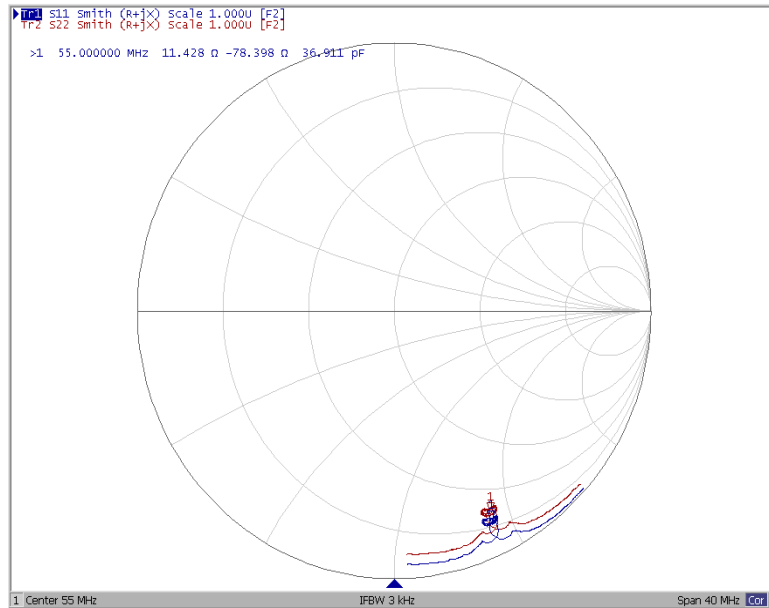 Tr1 S11 Smith (R+jX) Scale 1.000U [F2]
Tr2 S22 Smith (R+jX) Scale 1.000U [F2]
>1 55.000000 MHz 11.428 Ω -78.398 Ω 36.911 pF
1
1 Center 55 MHz IFBW 3 kHz Span 40 MHz Cor